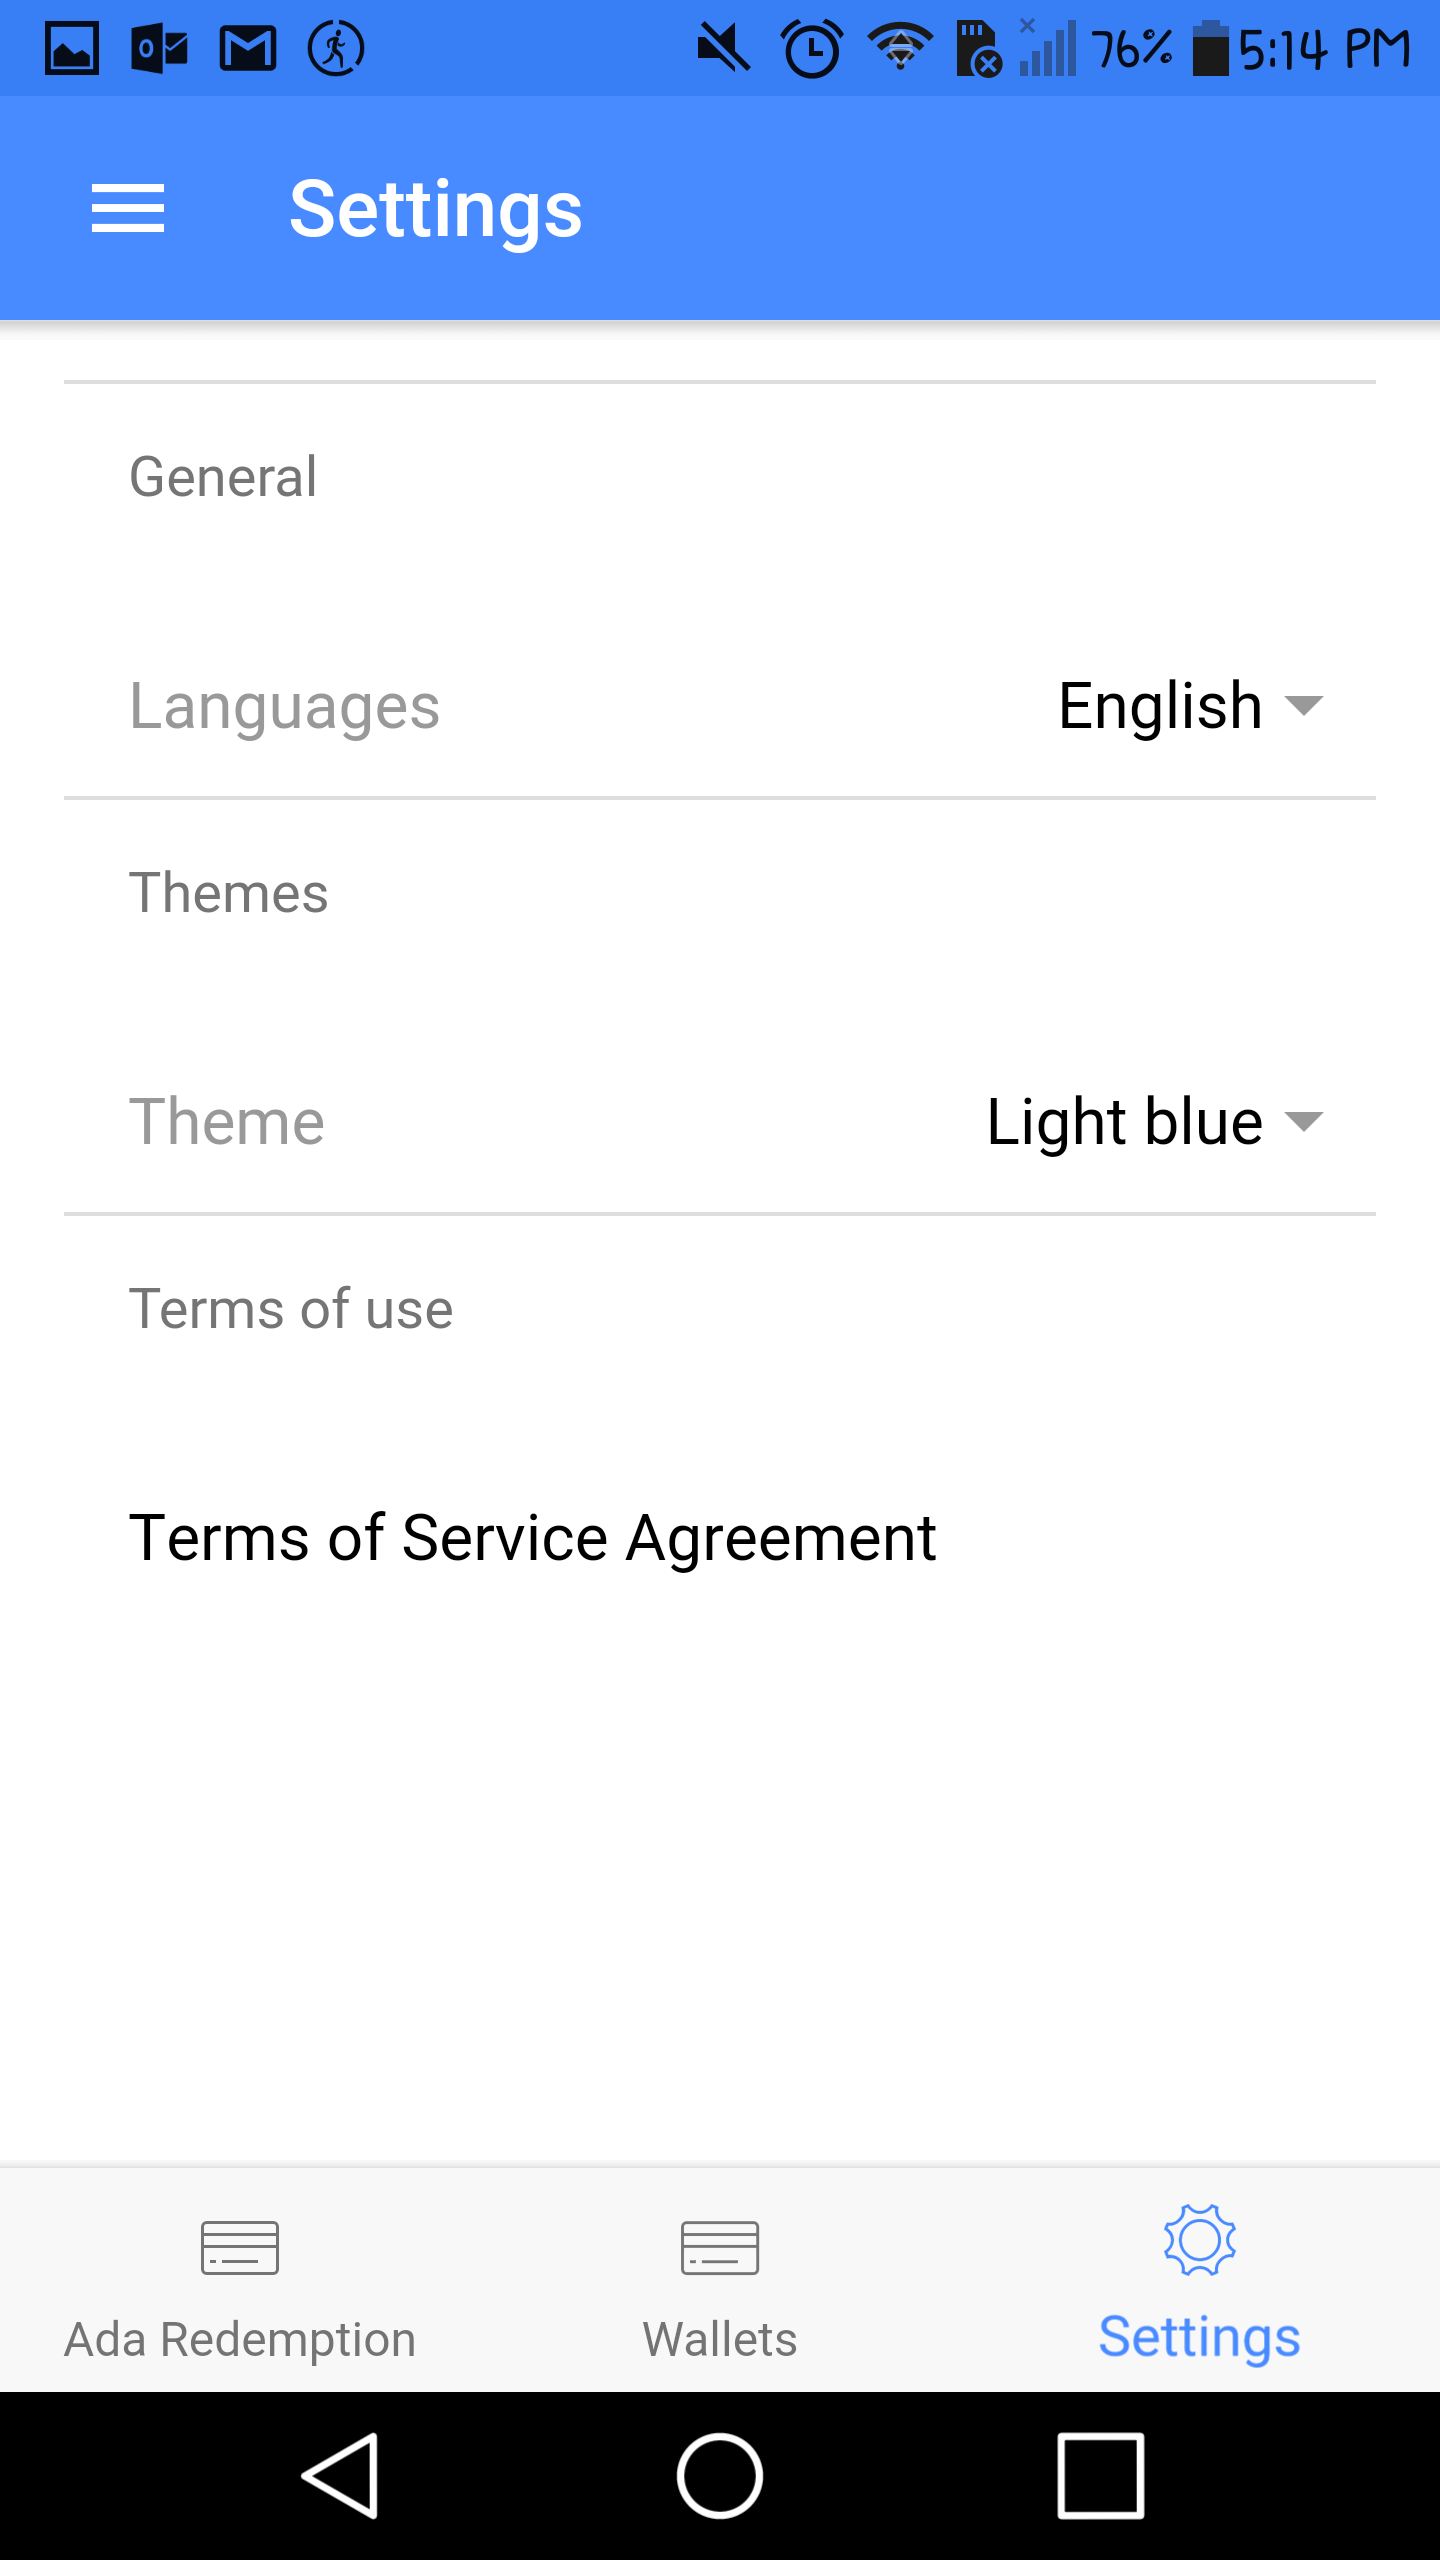 76% 5:14 PM
Settings
General
Languages English
Themes
Theme Light blue
Terms of use
Terms of Service Agreement
Ada Redemption Wallets Settings